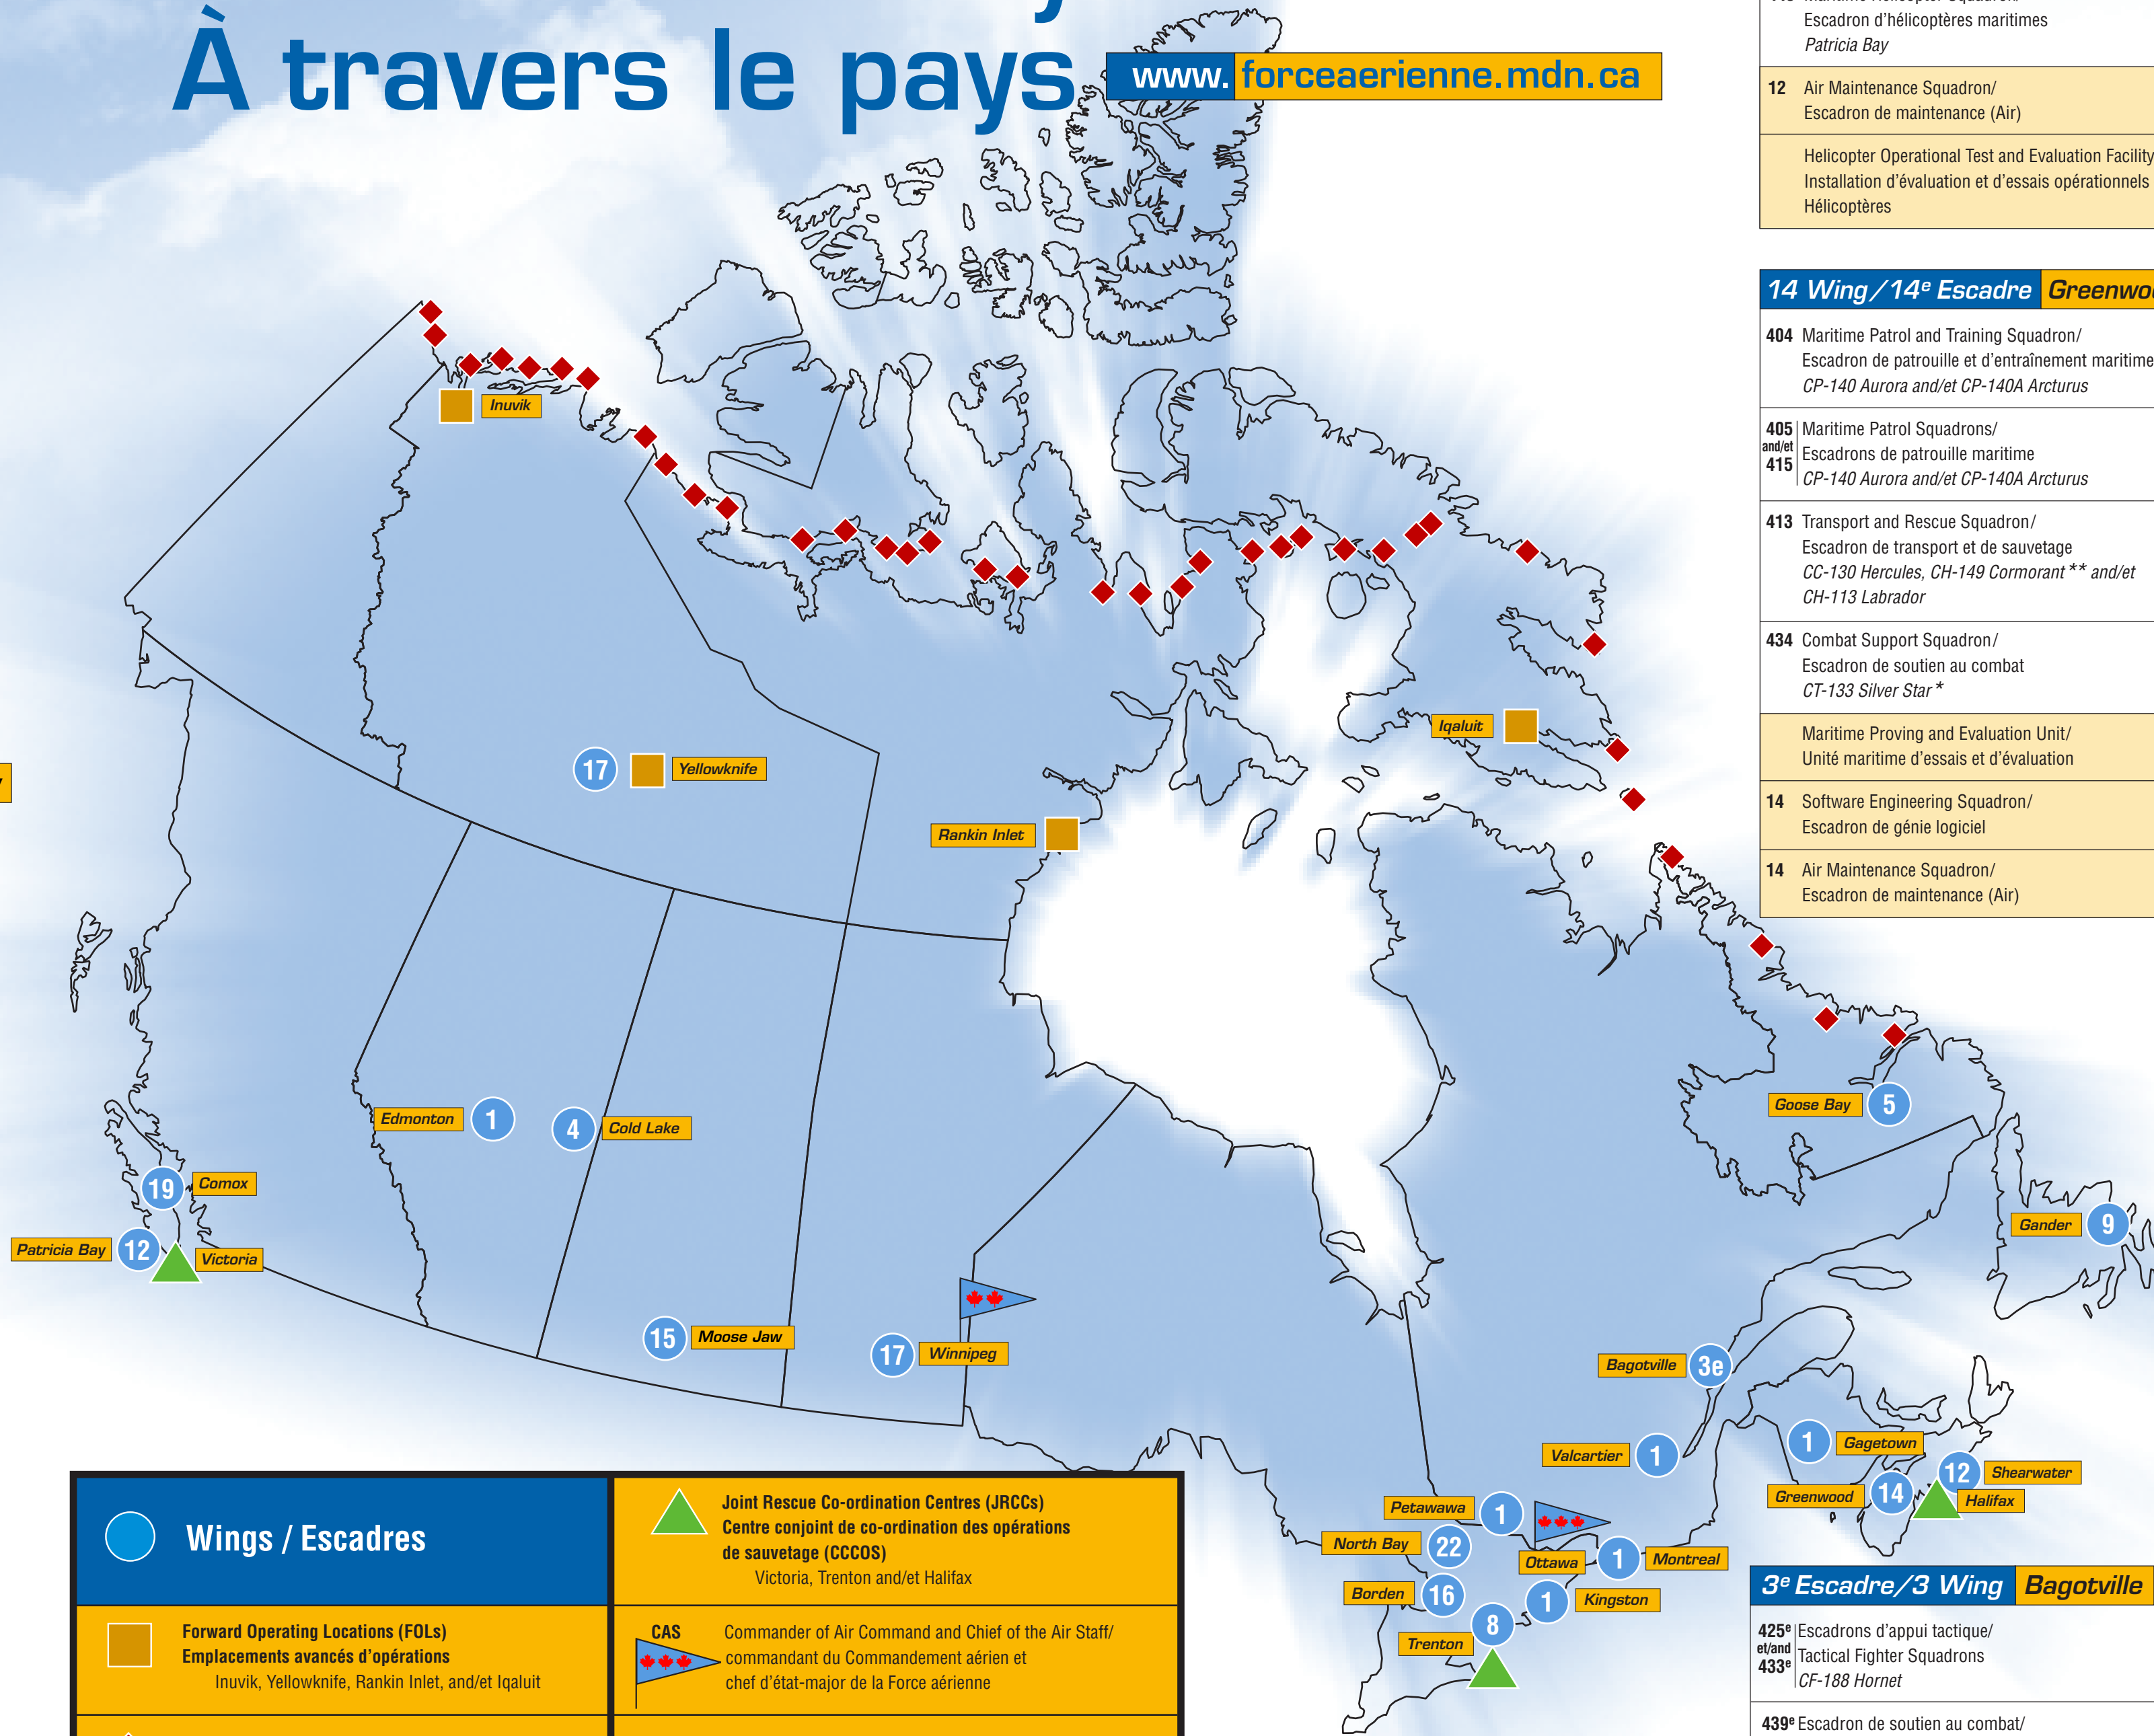 À travers le pays
www.forceaerienne.mdn.ca
Escadron d'hélicoptères maritimes
Patricia Bay
12 Air Maintenance Squadron/
Escadron de maintenance (Air)
Helicopter Operational Test and Evaluation Facility
Installation d'évaluation et d'essais opérationnels
Hélicoptères
14 Wing/14e Escadre
404 Maritime Patrol and Training Squadron/
Escadron de patrouille et d'entraînement maritime
CP-140 Aurora and/et CP-140A Arcturus
405 and/et 415 Maritime Patrol Squadrons/
Escadrons de patrouille maritime
CP-140 Aurora and/et CP-140A Arcturus
413 Transport and Rescue Squadron/
Escadron de transport et de sauvetage
CC-130 Hercules, CH-149 Cormorant** and/et
CH-113 Labrador
434 Combat Support Squadron/
Escadron de soutien au combat
CT-133 Silver Star*
Maritime Proving and Evaluation Unit/
Unité maritime d'essais et d'évaluation
14 Software Engineering Squadron/
Escadron de génie logiciel
14 Air Maintenance Squadron/
Escadron de maintenance (Air)
Inuvik
Iqaluit
17 Yellowknife
Rankin Inlet
Goose Bay 5
Edmonton 1
4 Cold Lake
19 Comox
Patricia Bay 12
Victoria
Gander 9
15 Moose Jaw
17 Winnipeg
Bagotville 3e
Valcartier 1
1 Gagetown
12 Shearwater
Greenwood 14
Halifax
Petawawa 1
North Bay 22
Ottawa
1 Montreal
Borden 16
1 Kingston
8
Trenton
Wings / Escadres
Joint Rescue Co-ordination Centres (JRCCs)
Centre conjoint de co-ordination des opérations
de sauvetage (CCCOS)
Victoria, Trenton and/et Halifax
Forward Operating Locations (FOLs)
Emplacements avancés d'opérations
Inuvik, Yellowknife, Rankin Inlet, and/et Iqaluit
CAS
Commander of Air Command and Chief of the Air Staff/
commandant du Commandement aérien et
chef d'état-major de la Force aérienne
3e Escadre/3 Wing Bagotville
425e et/and 433e Escadrons d'appui tactique/
Tactical Fighter Squadrons
CF-188 Hornet
439e Escadron de soutien au combat/